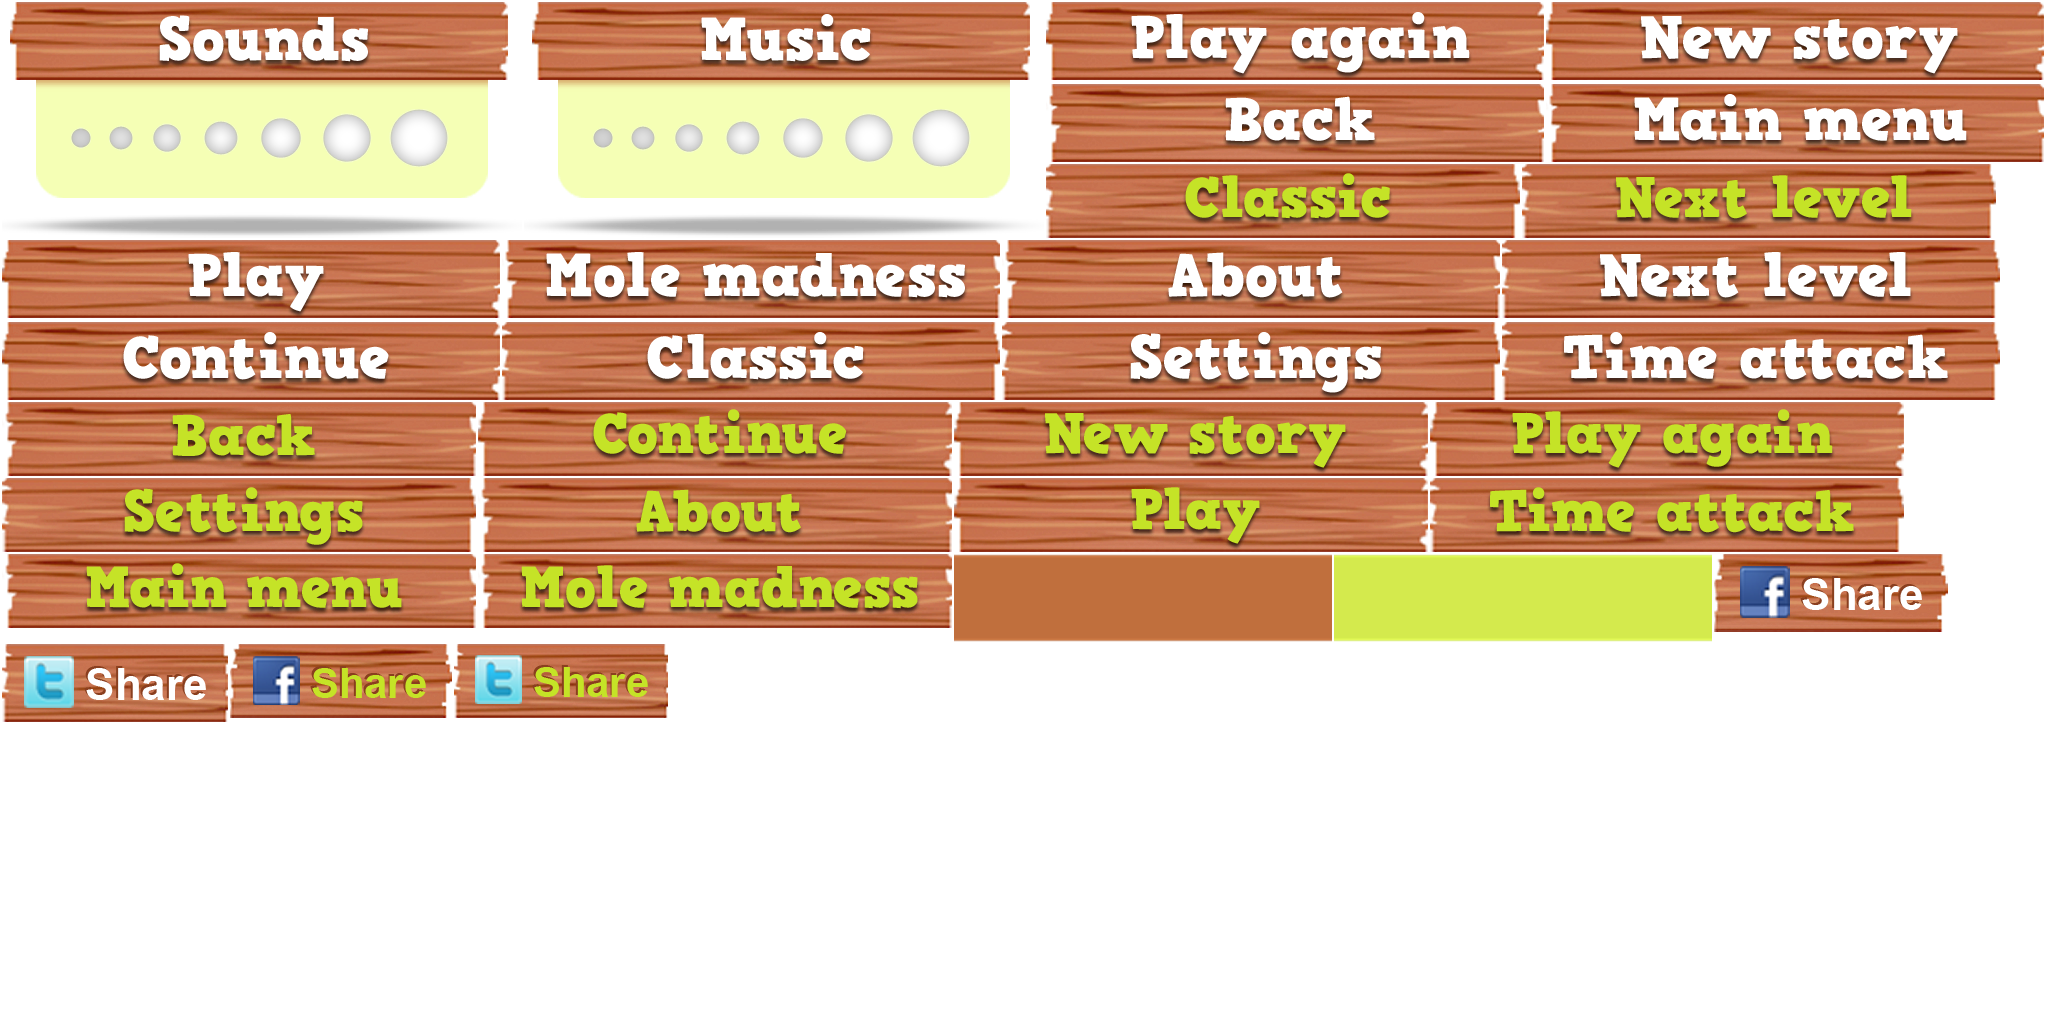 Sounds
Music
Play again
New story
Back
Main menu
Classic
Next level
Play
Mole madness
About
Next level
Continue
Classic
Settings
Time attack
Back
Continue
New story
Play again
Settings
About
Play
Time attack
Main menu
Mole madness
f Share
t Share
f Share
t Share